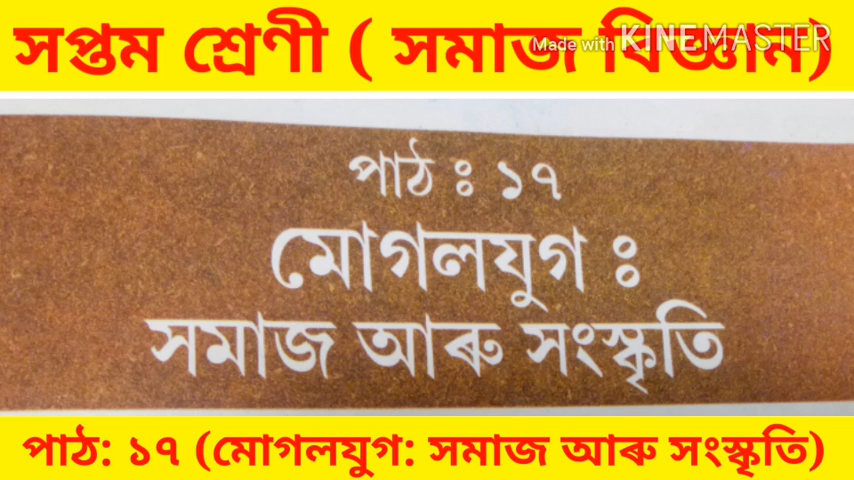 সপ্তম শ্ৰেণী ( সমাজ বিজ্ঞান)
Made with KINEMASTER
পাঠ ঃ ১৭
মোগলযুগ ঃ
সমাজ আৰু সংস্কৃতি
পাঠ: ১৭ (মোগলযুগ: সমাজ আৰু সংস্কৃতি)